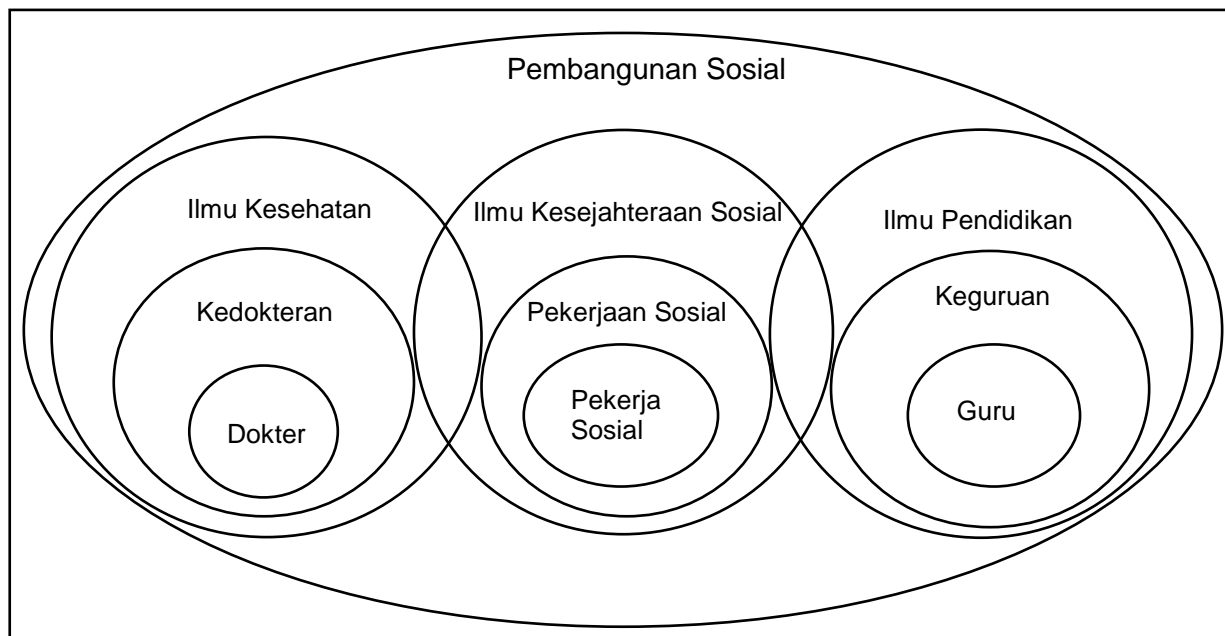 Pembangunan Sosial
Ilmu Kesehatan
Ilmu Kesejahteraan Sosial
Ilmu Pendidikan
Kedokteran
Pekerjaan Sosial
Keguruan
Dokter
Pekerja
Sosial
Guru